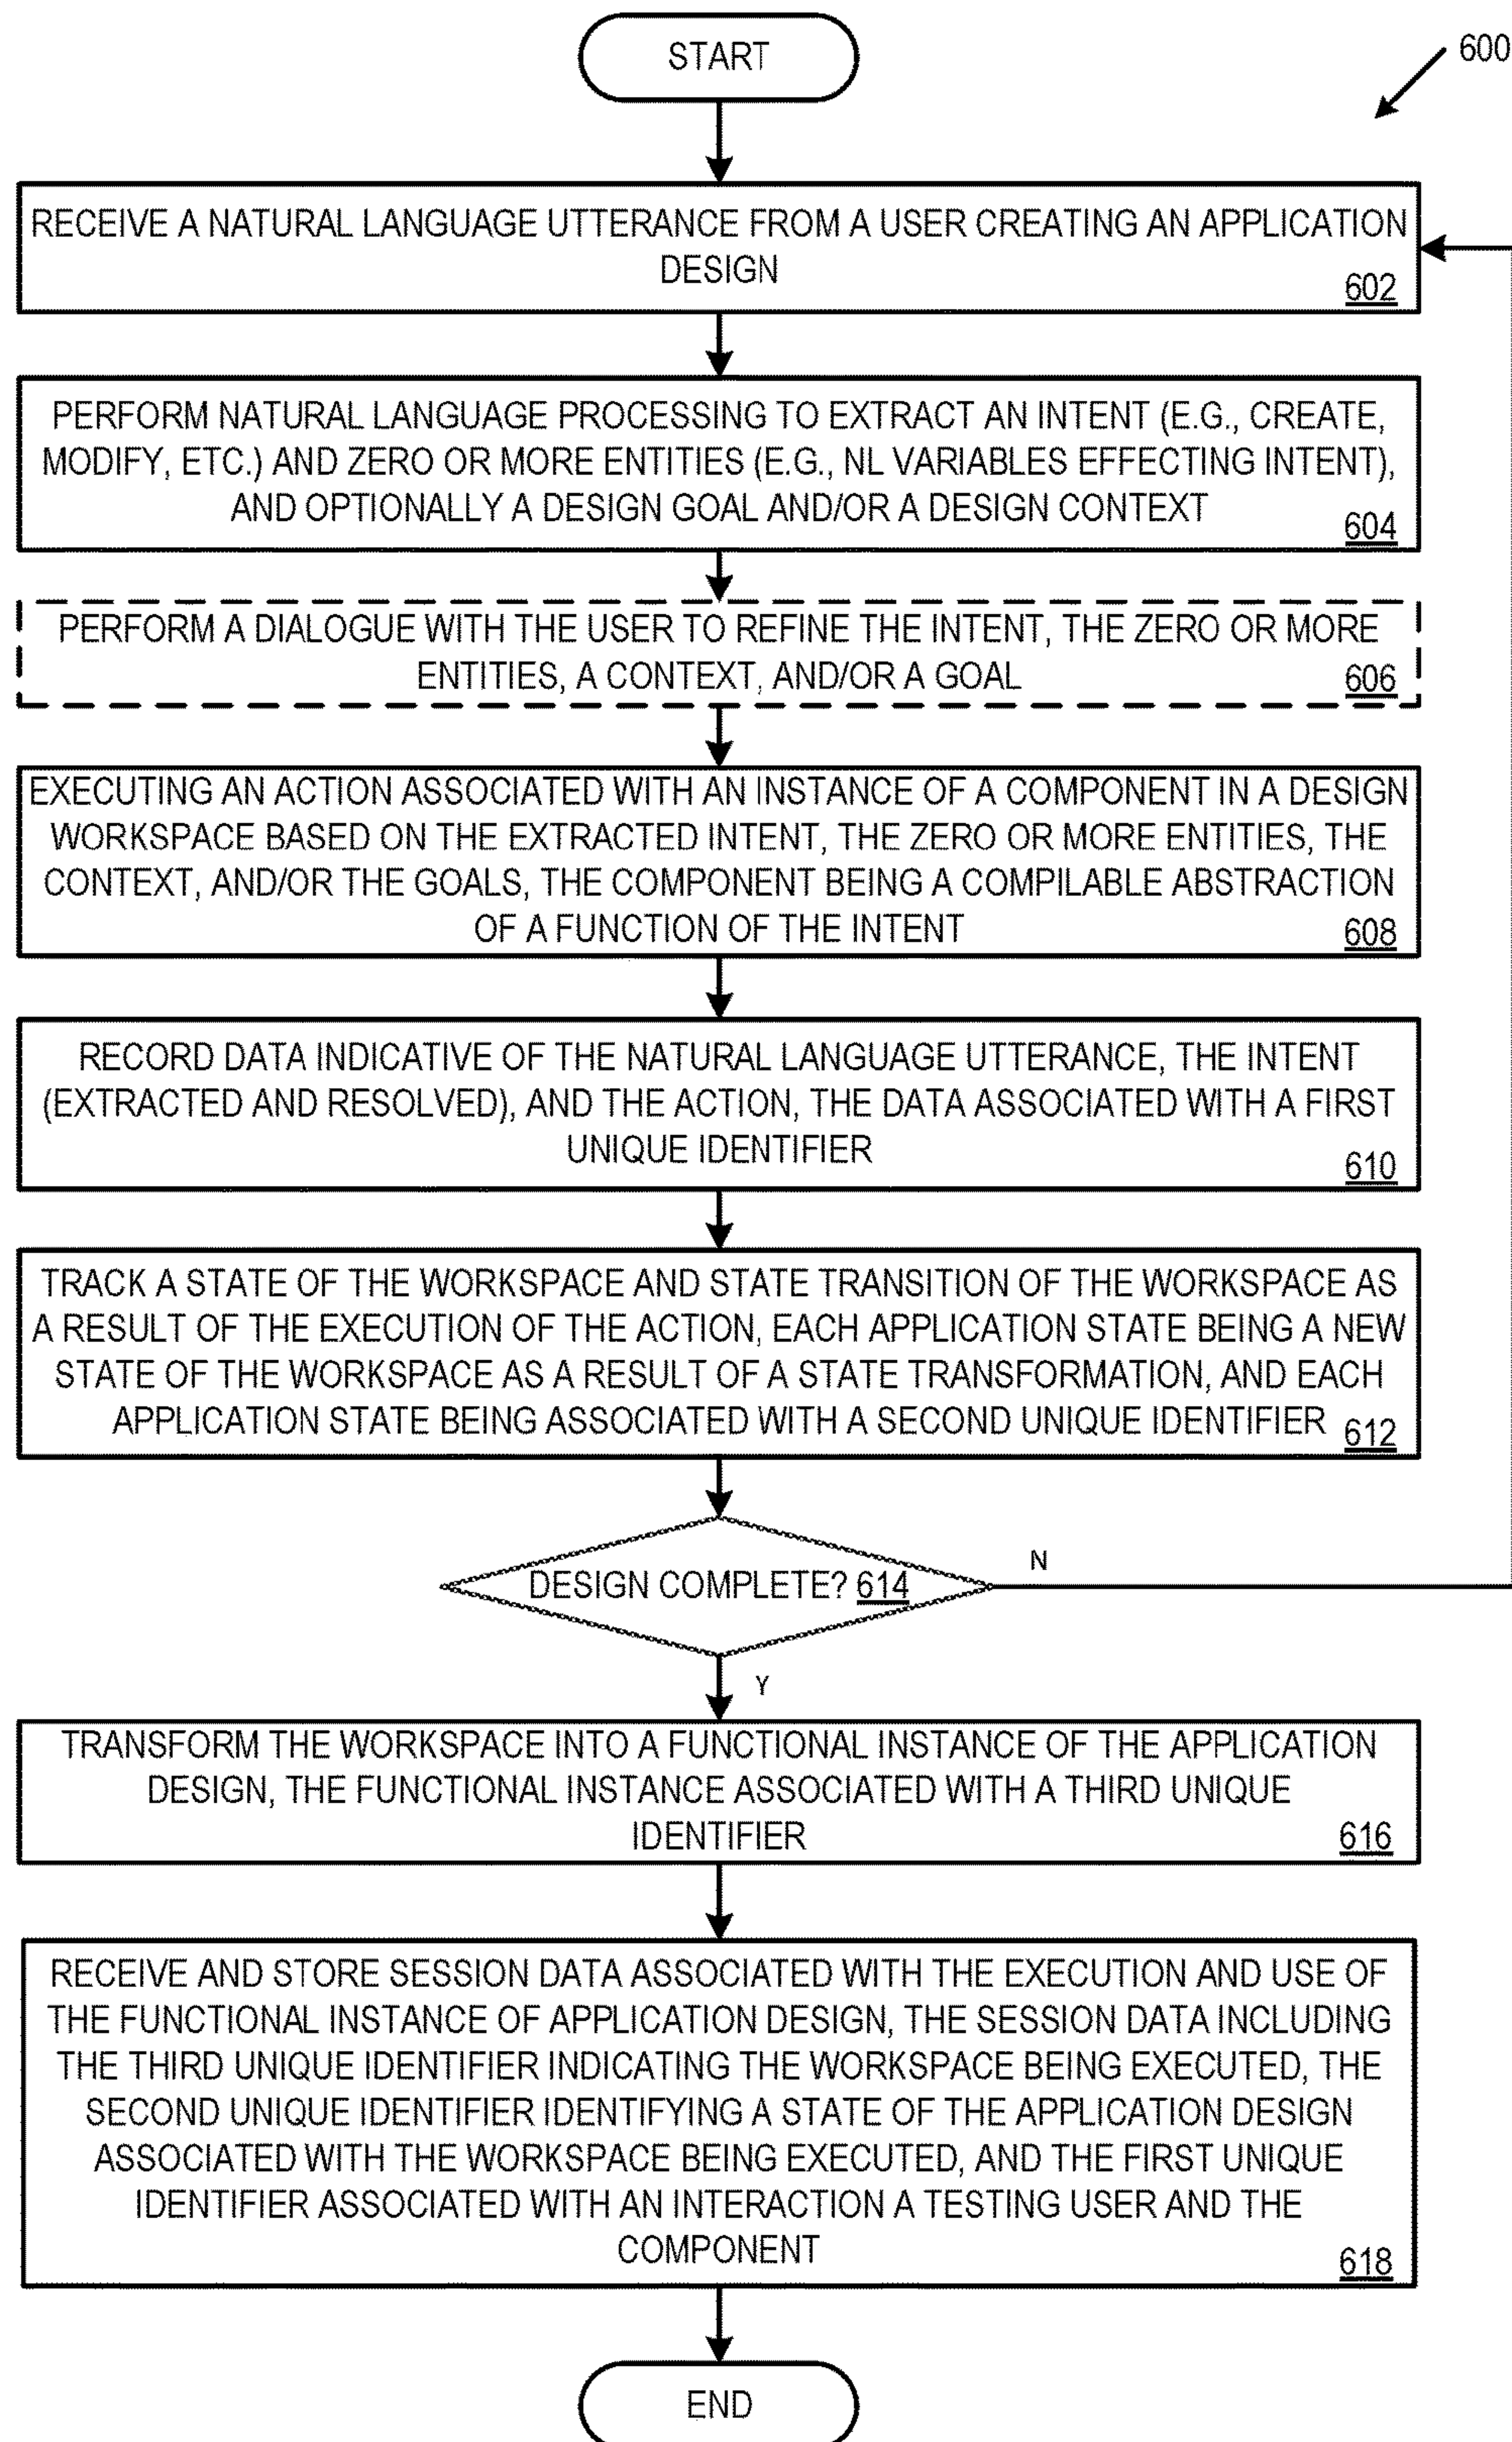 START
600
RECEIVE A NATURAL LANGUAGE UTTERANCE FROM A USER CREATING AN APPLICATION
DESIGN
602
PERFORM NATURAL LANGUAGE PROCESSING TO EXTRACT AN INTENT (E.G., CREATE,
MODIFY, ETC.) AND ZERO OR MORE ENTITIES (E.G., NL VARIABLES EFFECTING INTENT),
AND OPTIONALLY A DESIGN GOAL AND/OR A DESIGN CONTEXT
604
PERFORM A DIALOGUE WITH THE USER TO REFINE THE INTENT, THE ZERO OR MORE
ENTITIES, A CONTEXT, AND/OR A GOAL
606
EXECUTING AN ACTION ASSOCIATED WITH AN INSTANCE OF A COMPONENT IN A DESIGN
WORKSPACE BASED ON THE EXTRACTED INTENT, THE ZERO OR MORE ENTITIES, THE
CONTEXT, AND/OR THE GOALS, THE COMPONENT BEING A COMPILABLE ABSTRACTION
OF A FUNCTION OF THE INTENT
608
RECORD DATA INDICATIVE OF THE NATURAL LANGUAGE UTTERANCE, THE INTENT
(EXTRACTED AND RESOLVED), AND THE ACTION, THE DATA ASSOCIATED WITH A FIRST
UNIQUE IDENTIFIER
610
TRACK A STATE OF THE WORKSPACE AND STATE TRANSITION OF THE WORKSPACE AS
A RESULT OF THE EXECUTION OF THE ACTION, EACH APPLICATION STATE BEING A NEW
STATE OF THE WORKSPACE AS A RESULT OF A STATE TRANSFORMATION, AND EACH
APPLICATION STATE BEING ASSOCIATED WITH A SECOND UNIQUE IDENTIFIER
612
DESIGN COMPLETE? 614
N
Y
TRANSFORM THE WORKSPACE INTO A FUNCTIONAL INSTANCE OF THE APPLICATION
DESIGN, THE FUNCTIONAL INSTANCE ASSOCIATED WITH A THIRD UNIQUE
IDENTIFIER
616
RECEIVE AND STORE SESSION DATA ASSOCIATED WITH THE EXECUTION AND USE OF
THE FUNCTIONAL INSTANCE OF APPLICATION DESIGN, THE SESSION DATA INCLUDING
THE THIRD UNIQUE IDENTIFIER INDICATING THE WORKSPACE BEING EXECUTED, THE
SECOND UNIQUE IDENTIFIER IDENTIFYING A STATE OF THE APPLICATION DESIGN
ASSOCIATED WITH THE WORKSPACE BEING EXECUTED, AND THE FIRST UNIQUE
IDENTIFIER ASSOCIATED WITH AN INTERACTION A TESTING USER AND THE
COMPONENT
618
END